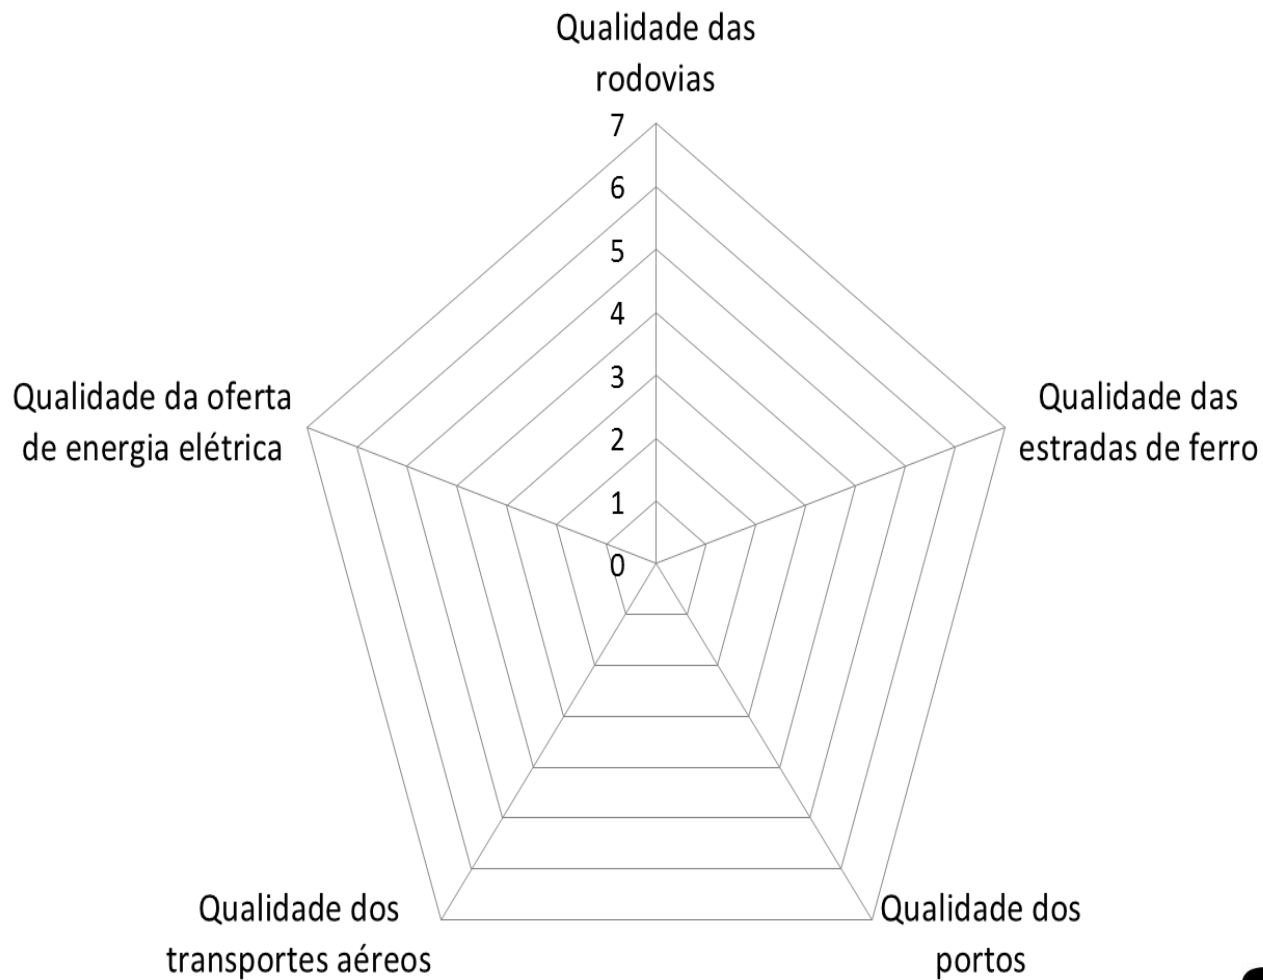 Qualidade das
rodovias
7
6
5
4
3
2
1
0
Qualidade da oferta
de energia elétrica
Qualidade das
estradas de ferro
Qualidade dos
transportes aéreos
Qualidade dos
portos